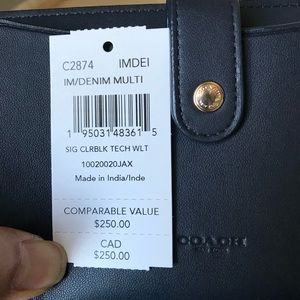 C2874 IMDEI
IM/DENIM MULTI
1 95031 48361 5
SIG CLRBLK TECH WLT
10020020JAX
Made in India/Inde
COMPARABLE VALUE
$250.00
CAD
$250.00
COACH